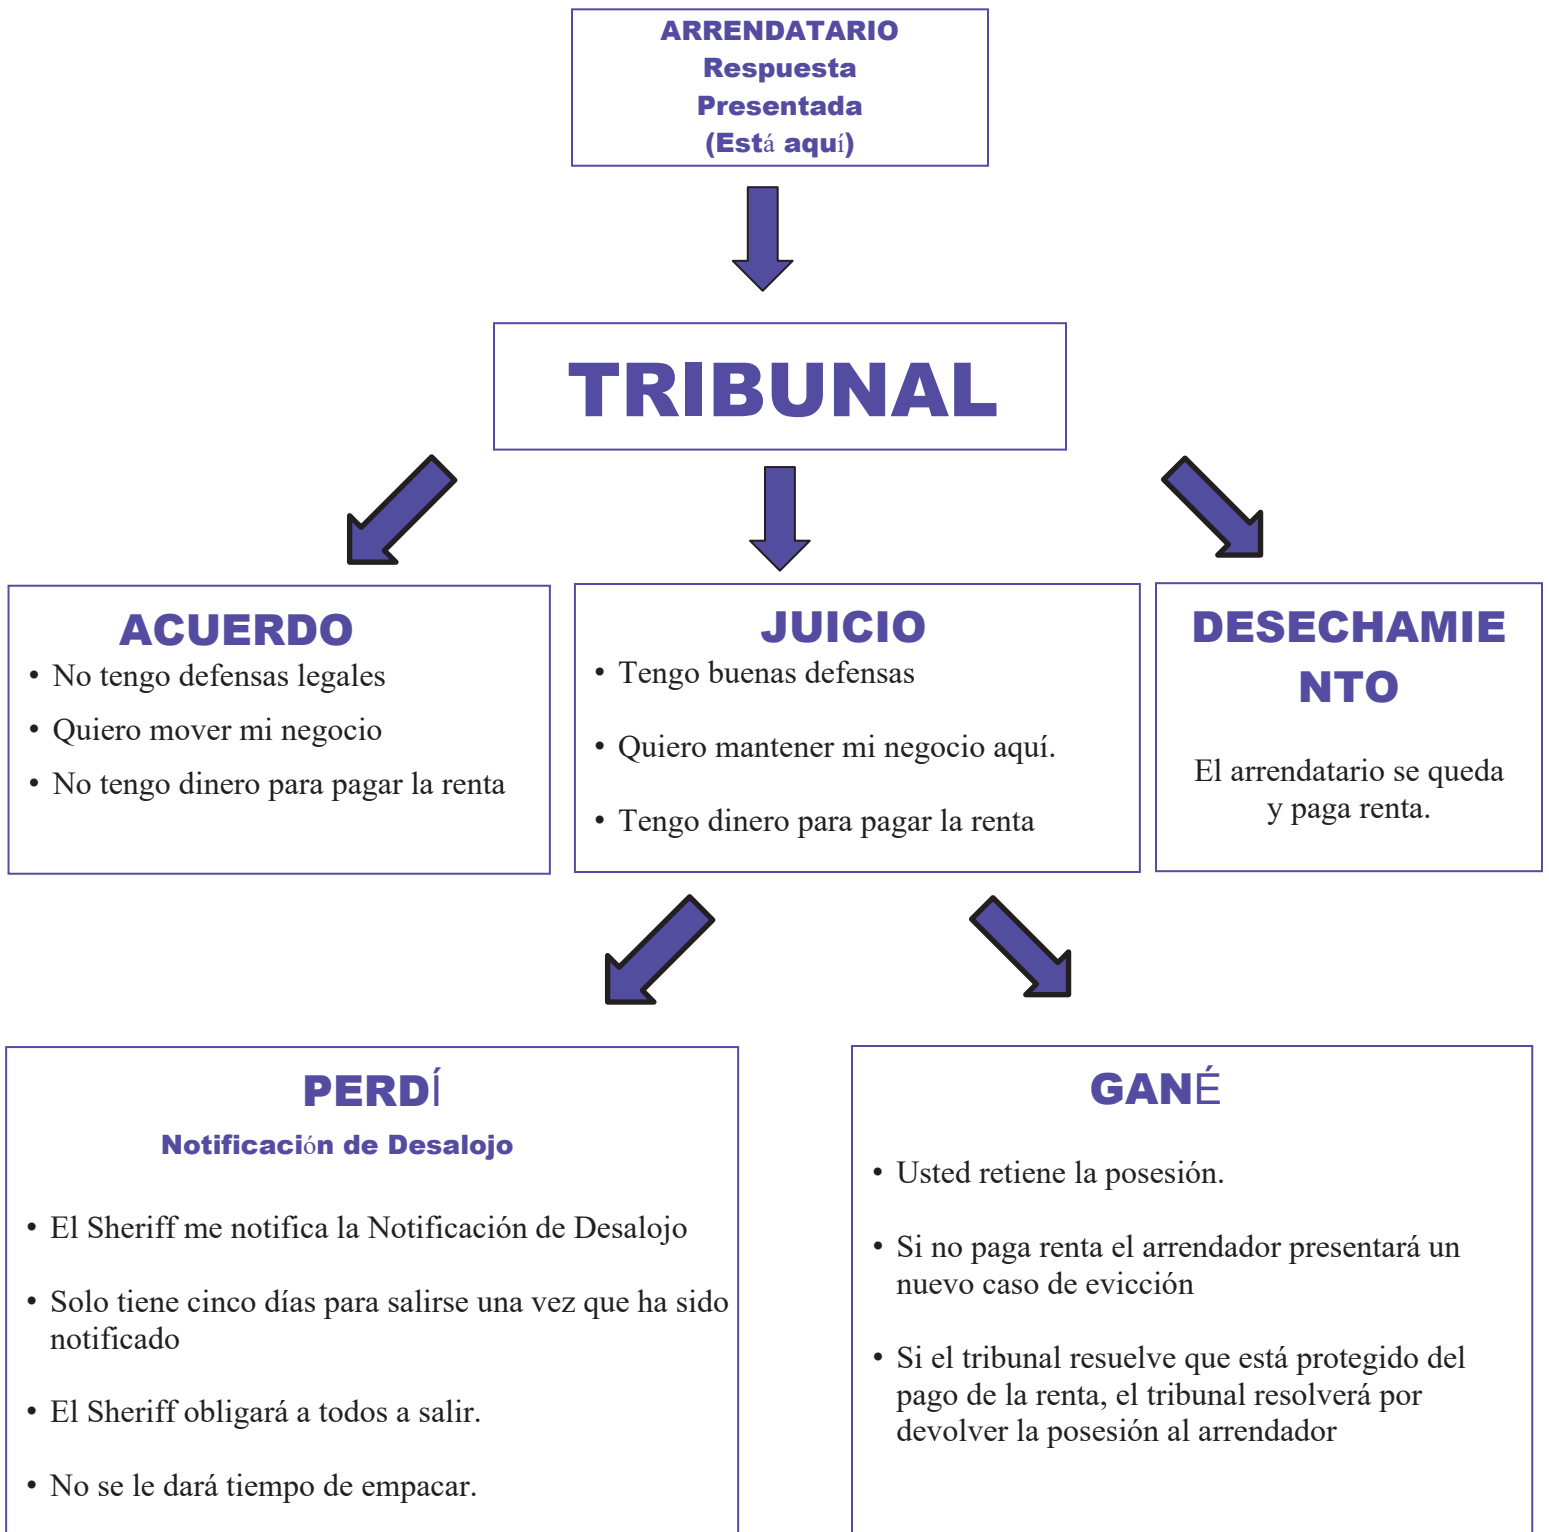 ARRENDATARIO
Respuesta
Presentada
(Está aquí)
TRIBUNAL
ACUERDO
• No tengo defensas legales
• Quiero mover mi negocio
• No tengo dinero para pagar la renta
JUICIO
• Tengo buenas defensas
• Quiero mantener mi negocio aquí.
• Tengo dinero para pagar la renta
DESECHAMIE
NTO
El arrendatario se queda
y paga renta.
PERDÍ
Notificación de Desalojo
• El Sheriff me notifica la Notificación de Desalojo
• Solo tiene cinco días para salirse una vez que ha sido
notificado
• El Sheriff obligará a todos a salir.
• No se le dará tiempo de empacar.
GANÉ
• Usted retiene la posesión.
• Si no paga renta el arrendador presentará un
nuevo caso de evicción
• Si el tribunal resuelve que está protegido del
pago de la renta, el tribunal resolverá por
devolver la posesión al arrendador